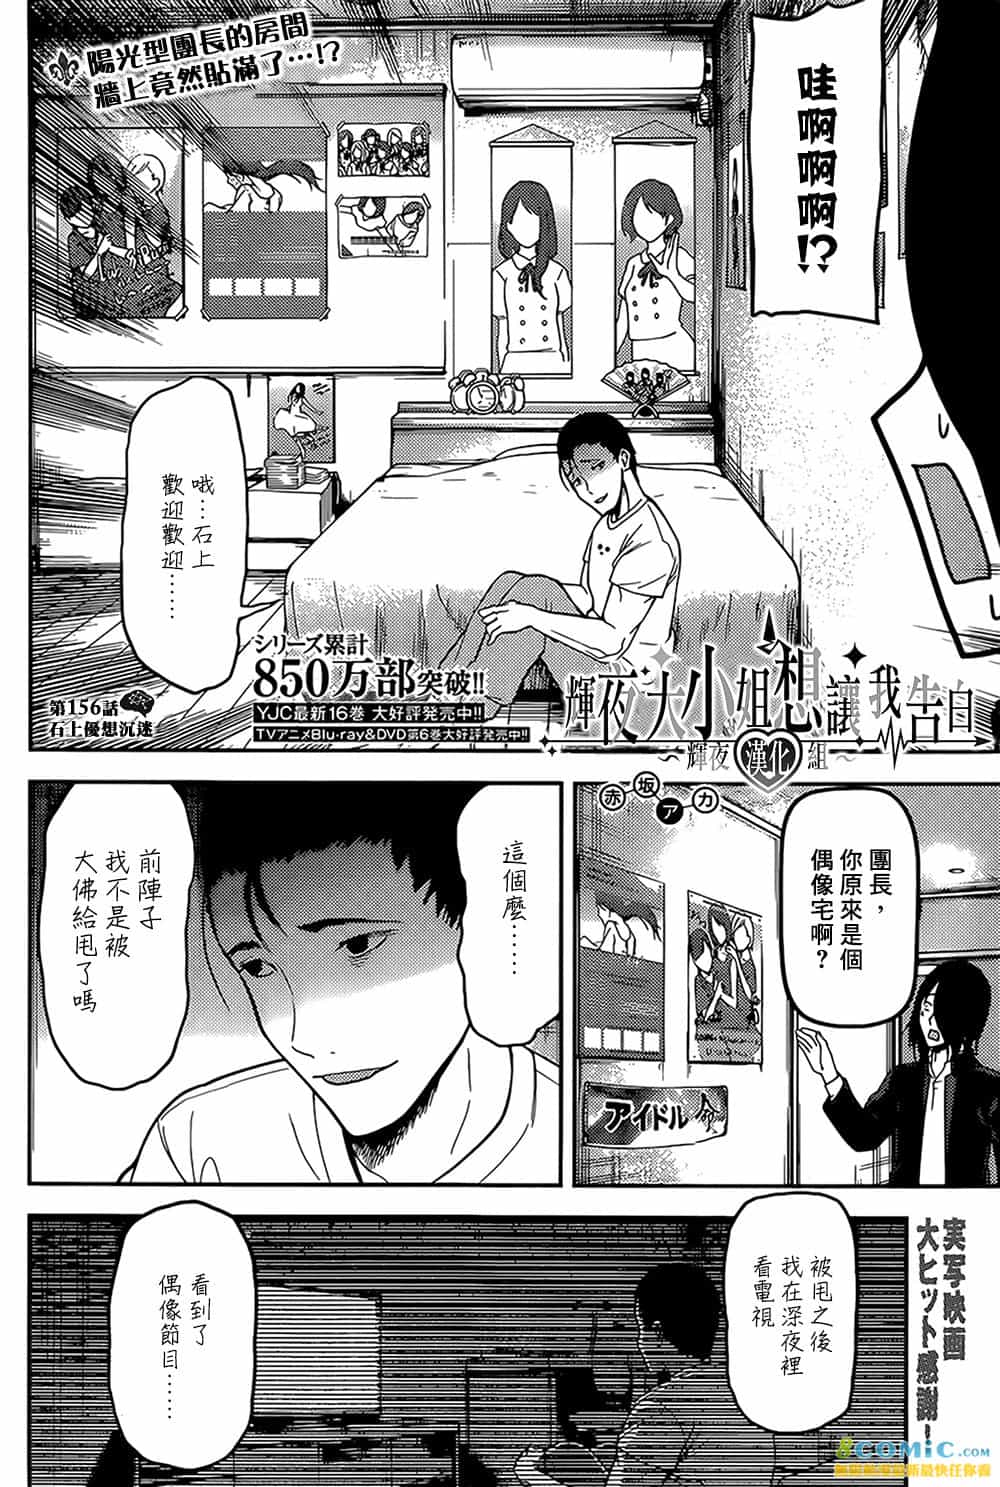 哇啊啊啊啊!?
陽光型團長的房間
牆上竟然貼滿了…!?
哦…石上
歡迎歡迎……
シリーズ累計
850万部突破!!
YJC最新16巻 大好評発売中!!
TVアニメBlu-ray&DVD第6巻大好評発売中!!
第156話
石上優想沉迷
輝夜大小姐想讓我告白
～輝夜漢化組～
赤坂アカ
團長，
你原來是個
偶像宅啊?
アイドル命
這個麼……
前陣子
我不是被
大佛給甩了嗎
被甩之後
我在深夜裡
看電視
看到了
偶像節目……
実写映画
大ヒット感謝!
COMIC.com